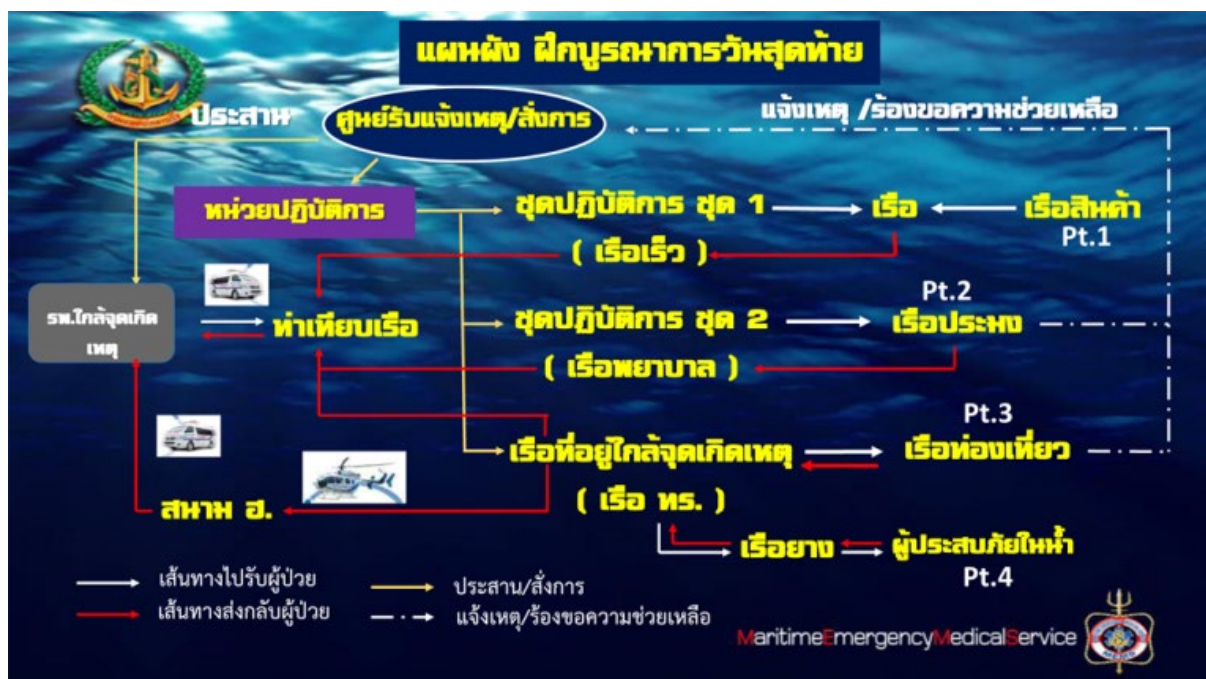 แผนผัง ฝึกบูรณาการวันสุดท้าย
ประสาน
ศูนย์รับแจ้งเหตุ/สั่งการ
แจ้งเหตุ /ร้องขอความช่วยเหลือ
หน่วยปฏิบัติการ
ชุดปฏิบัติการ ชุด 1
เรือ
เรือสินค้า
Pt.1
( เรือเร็ว )
รพ.ใกล้จุดเกิด
เหตุ
ท่าเทียบเรือ
ชุดปฏิบัติการ ชุด 2
Pt.2
เรือประมง
( เรือพยาบาล )
Pt.3
เรือที่อยู่ใกล้จุดเกิดเหตุ
เรือท่องเที่ยว
สนาม ฮ.
( เรือ ทร. )
เรือยาง
ผู้ประสบภัยในน้ำ
Pt.4
เส้นทางไปรับผู้ป่วย
ประสาน/สั่งการ
เส้นทางส่งกลับผู้ป่วย
แจ้งเหตุ/ร้องขอความช่วยเหลือ
MaritimeEmergencyMedicalService